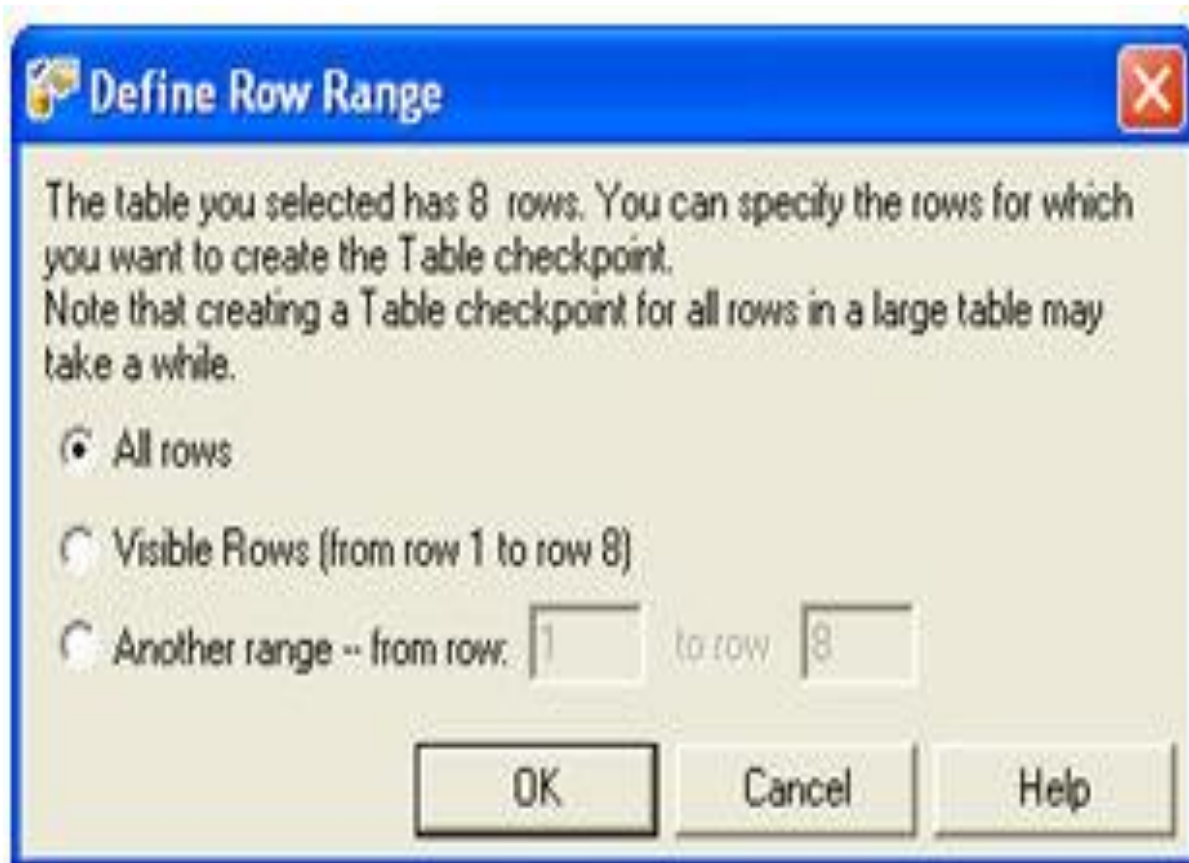 Define Row Range
The table you selected has 8 rows. You can specify the rows for which
you want to create the Table checkpoint.
Note that creating a Table checkpoint for all rows in a large table may
take a while.
All rows
Visible Rows (from row 1 to row 8)
Another range -- from row: 1 to row 8
OK Cancel Help